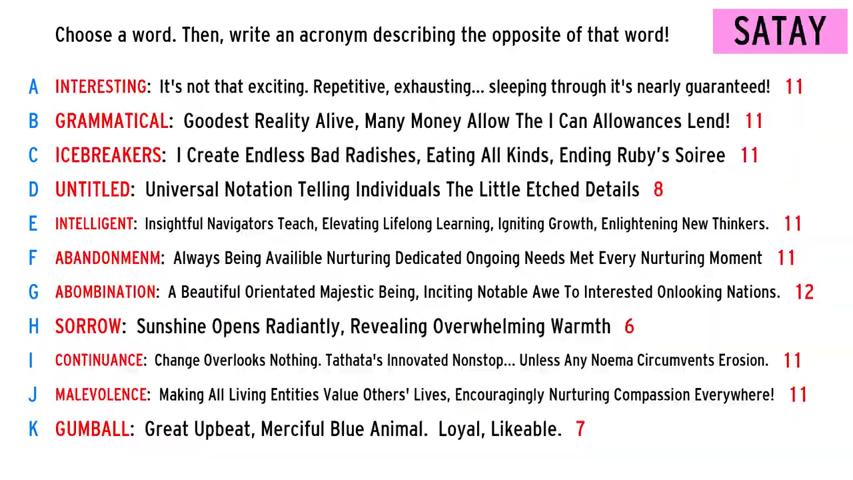 Choose a word. Then, write an acronym describing the opposite of that word!
SATAY
A INTERESTING: It's not that exciting. Repetitive, exhausting... sleeping through it's nearly guaranteed! 11
B GRAMMATICAL: Goodest Reality Alive, Many Money Allow The I Can Allowances Lend! 11
C ICEBREAKERS: I Create Endless Bad Radishes, Eating All Kinds, Ending Ruby's Soiree 11
D UNTITLED: Universal Notation Telling Individuals The Little Etched Details 8
E INTELLIGENT: Insightful Navigators Teach, Elevating Lifelong Learning, Igniting Growth, Enlightening New Thinkers. 11
F ABANDONMENM: Always Being Availible Nurturing Dedicated Ongoing Needs Met Every Nurturing Moment 11
G ABOMBINATION: A Beautiful Orientated Majestic Being, Inciting Notable Awe To Interested Onlooking Nations. 12
H SORROW: Sunshine Opens Radiantly, Revealing Overwhelming Warmth 6
I CONTINUANCE: Change Overlooks Nothing. Tathata's Innovated Nonstop... Unless Any Noema Circumvents Erosion. 11
J MALEVOLENCE: Making All Living Entities Value Others' Lives, Encouragingly Nurturing Compassion Everywhere! 11
K GUMBALL: Great Upbeat, Merciful Blue Animal. Loyal, Likeable. 7